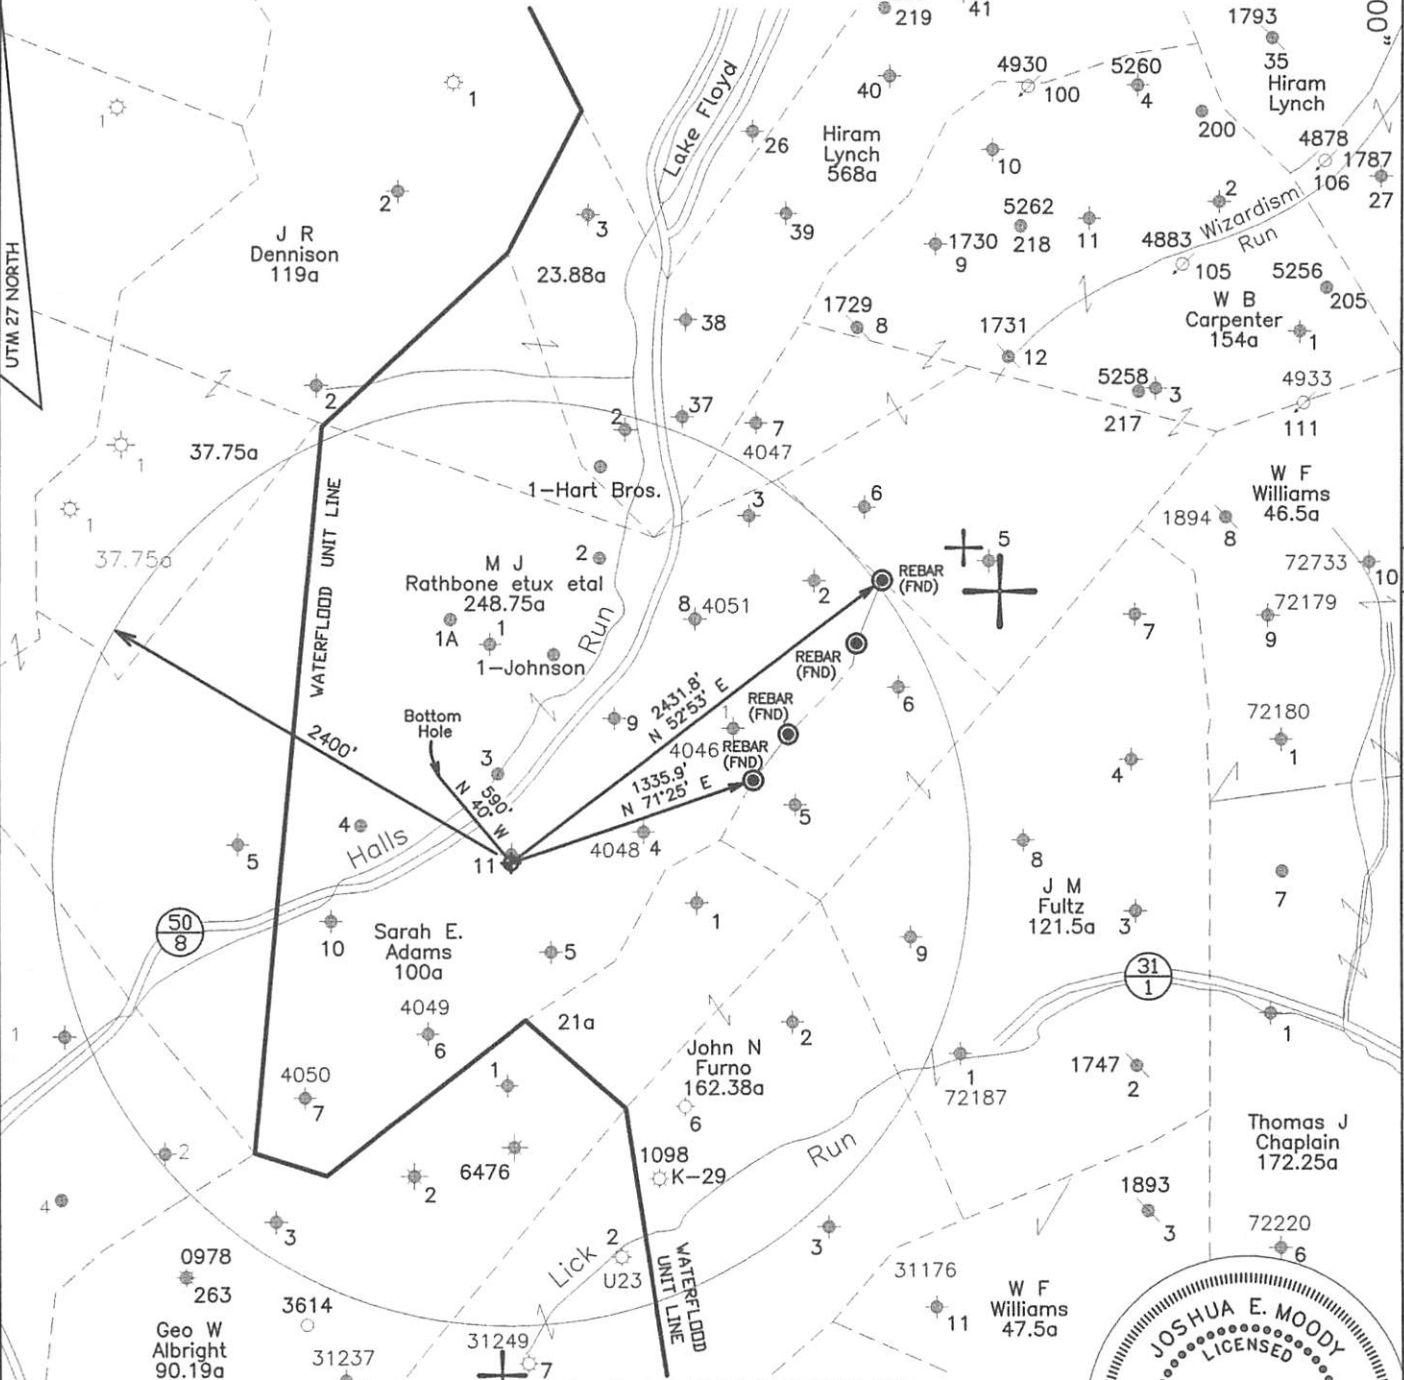 219
41
1793
00"
35
Hiram
Lynch
1
1
40
4930
100
5260
4
200
26
Lake Floyd
Hiram
Lynch
568a
10
4878
1787
106
27
2
3
39
5262
218
11
2
Wizardism
Run
4883
105
1730
9
J R
Dennison
119a
23.88a
UTM 27 NORTH
5256
205
W B
Carpenter
154a
1
38
1729
8
1731
12
2
37
2
7
4047
5258
3
217
4933
111
37.75a
1-Hart Bros.
1
1
37.75a
WATERFLOOD UNIT LINE
3
6
W F
Williams
46.5a
1894
8
72733
10
M J
Rathbone etux etal
248.75a
2
5
REBAR
(FND)
2
8
4051
1A
1
1-Johnson
Run
7
72179
9
REBAR
(FND)
6
2431.8'
N 52°53' E
REBAR
(FND)
1
9
4046
REBAR
(FND)
72180
1
Bottom
Hole
2400'
3
590'
N 40° W
1335.9'
N 71°25' E
4
5
4
5
Halls
11
4048
4
8
7
J M
Fultz
121.5a
3
1
50
8
10
Sarah E.
Adams
100a
5
9
31
1
4049
6
21a
1
2
John N
Furno
162.38a
1
4050
7
1
6
1
72187
1747
2
Run
Thomas J
Chaplain
172.25a
2
6476
2
1098
K-29
4
3
1893
3
72220
6
3
Lick
2
U23
WATERFLOOD
UNIT LINE
0978
263
3614
31176
11
W F
Williams
47.5a
Geo W
Albright
90.19a
31237
31249
7
JOSHUA E. MOODY
LICENSED